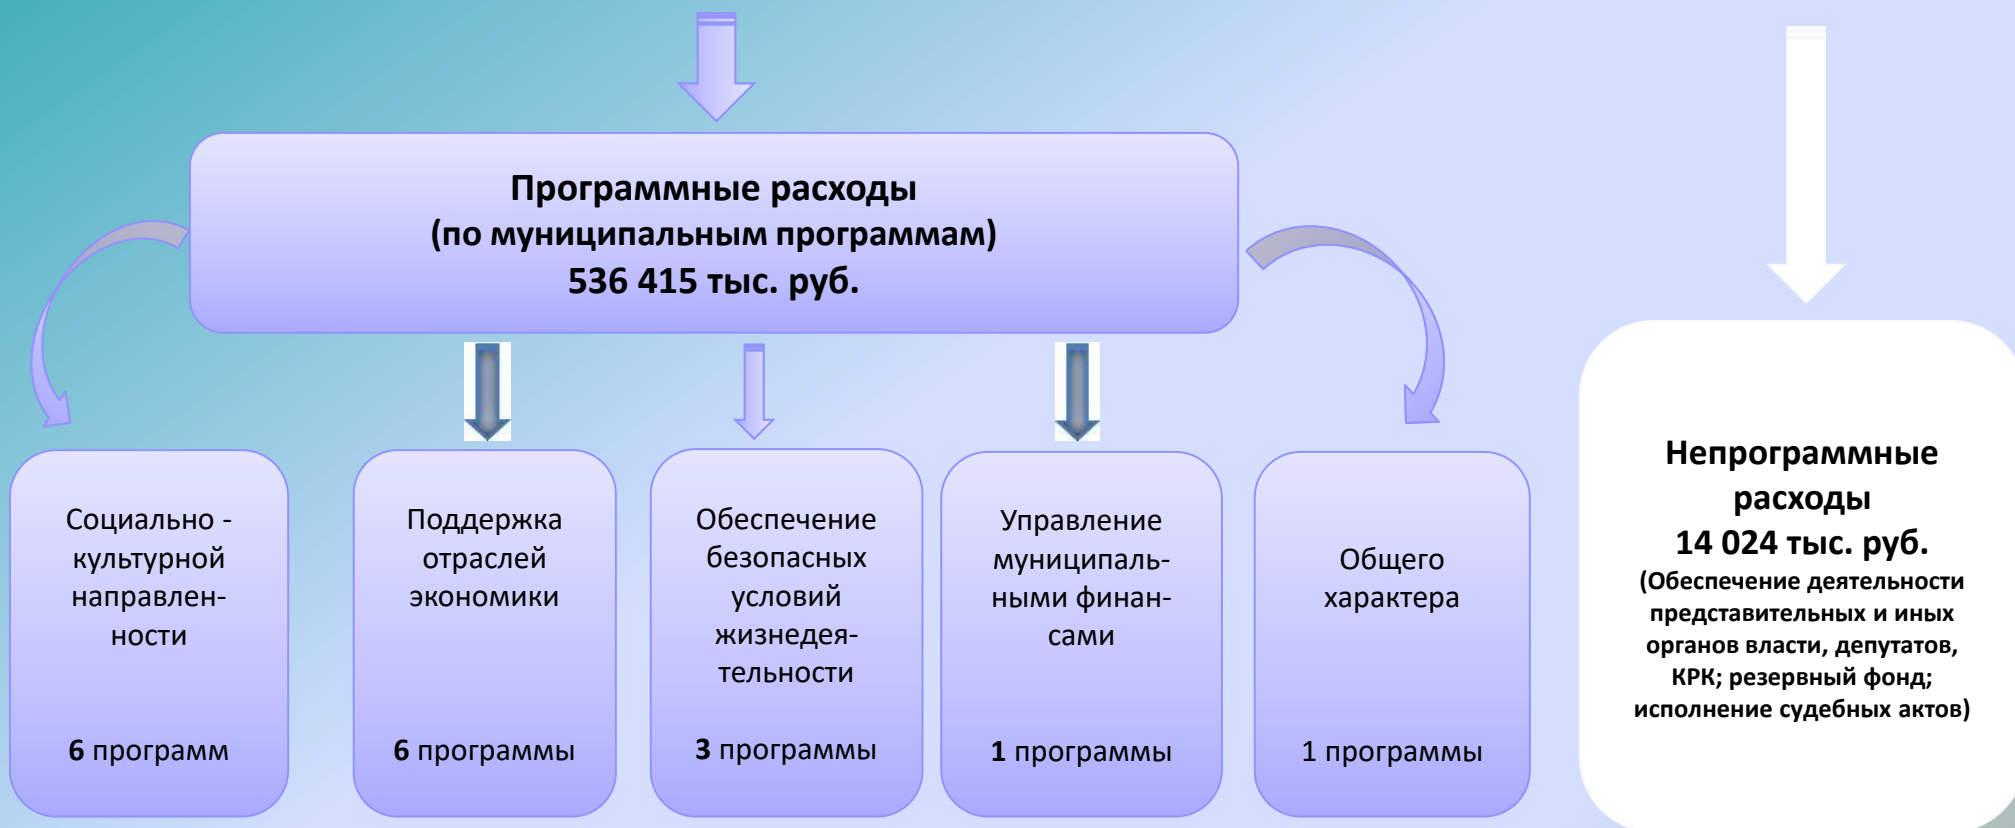 Программные расходы
(по муниципальным программам)
536 415 тыс. руб.
Социально -
культурной
направлен-
ности
6 программ
Поддержка
отраслей
экономики
6 программы
Обеспечение
безопасных
условий
жизнедея-
тельности
3 программы
Управление
муниципаль-
ными финан-
сами
1 программы
Общего
характера
1 программы
Непрограммные
расходы
14 024 тыс. руб.
(Обеспечение деятельности
представительных и иных
органов власти, депутатов,
КРК; резервный фонд;
исполнение судебных актов)